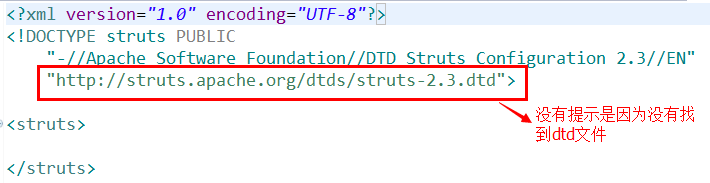 <?xml version="1.0" encoding="UTF-8"?>
<!DOCTYPE struts PUBLIC
"-//Apache Software Foundation//DTD Struts Configuration 2.3//EN"
"http://struts.apache.org/dtds/struts-2.3.dtd">
没有提示是因为没有找
到dtd文件
<struts>
</struts>